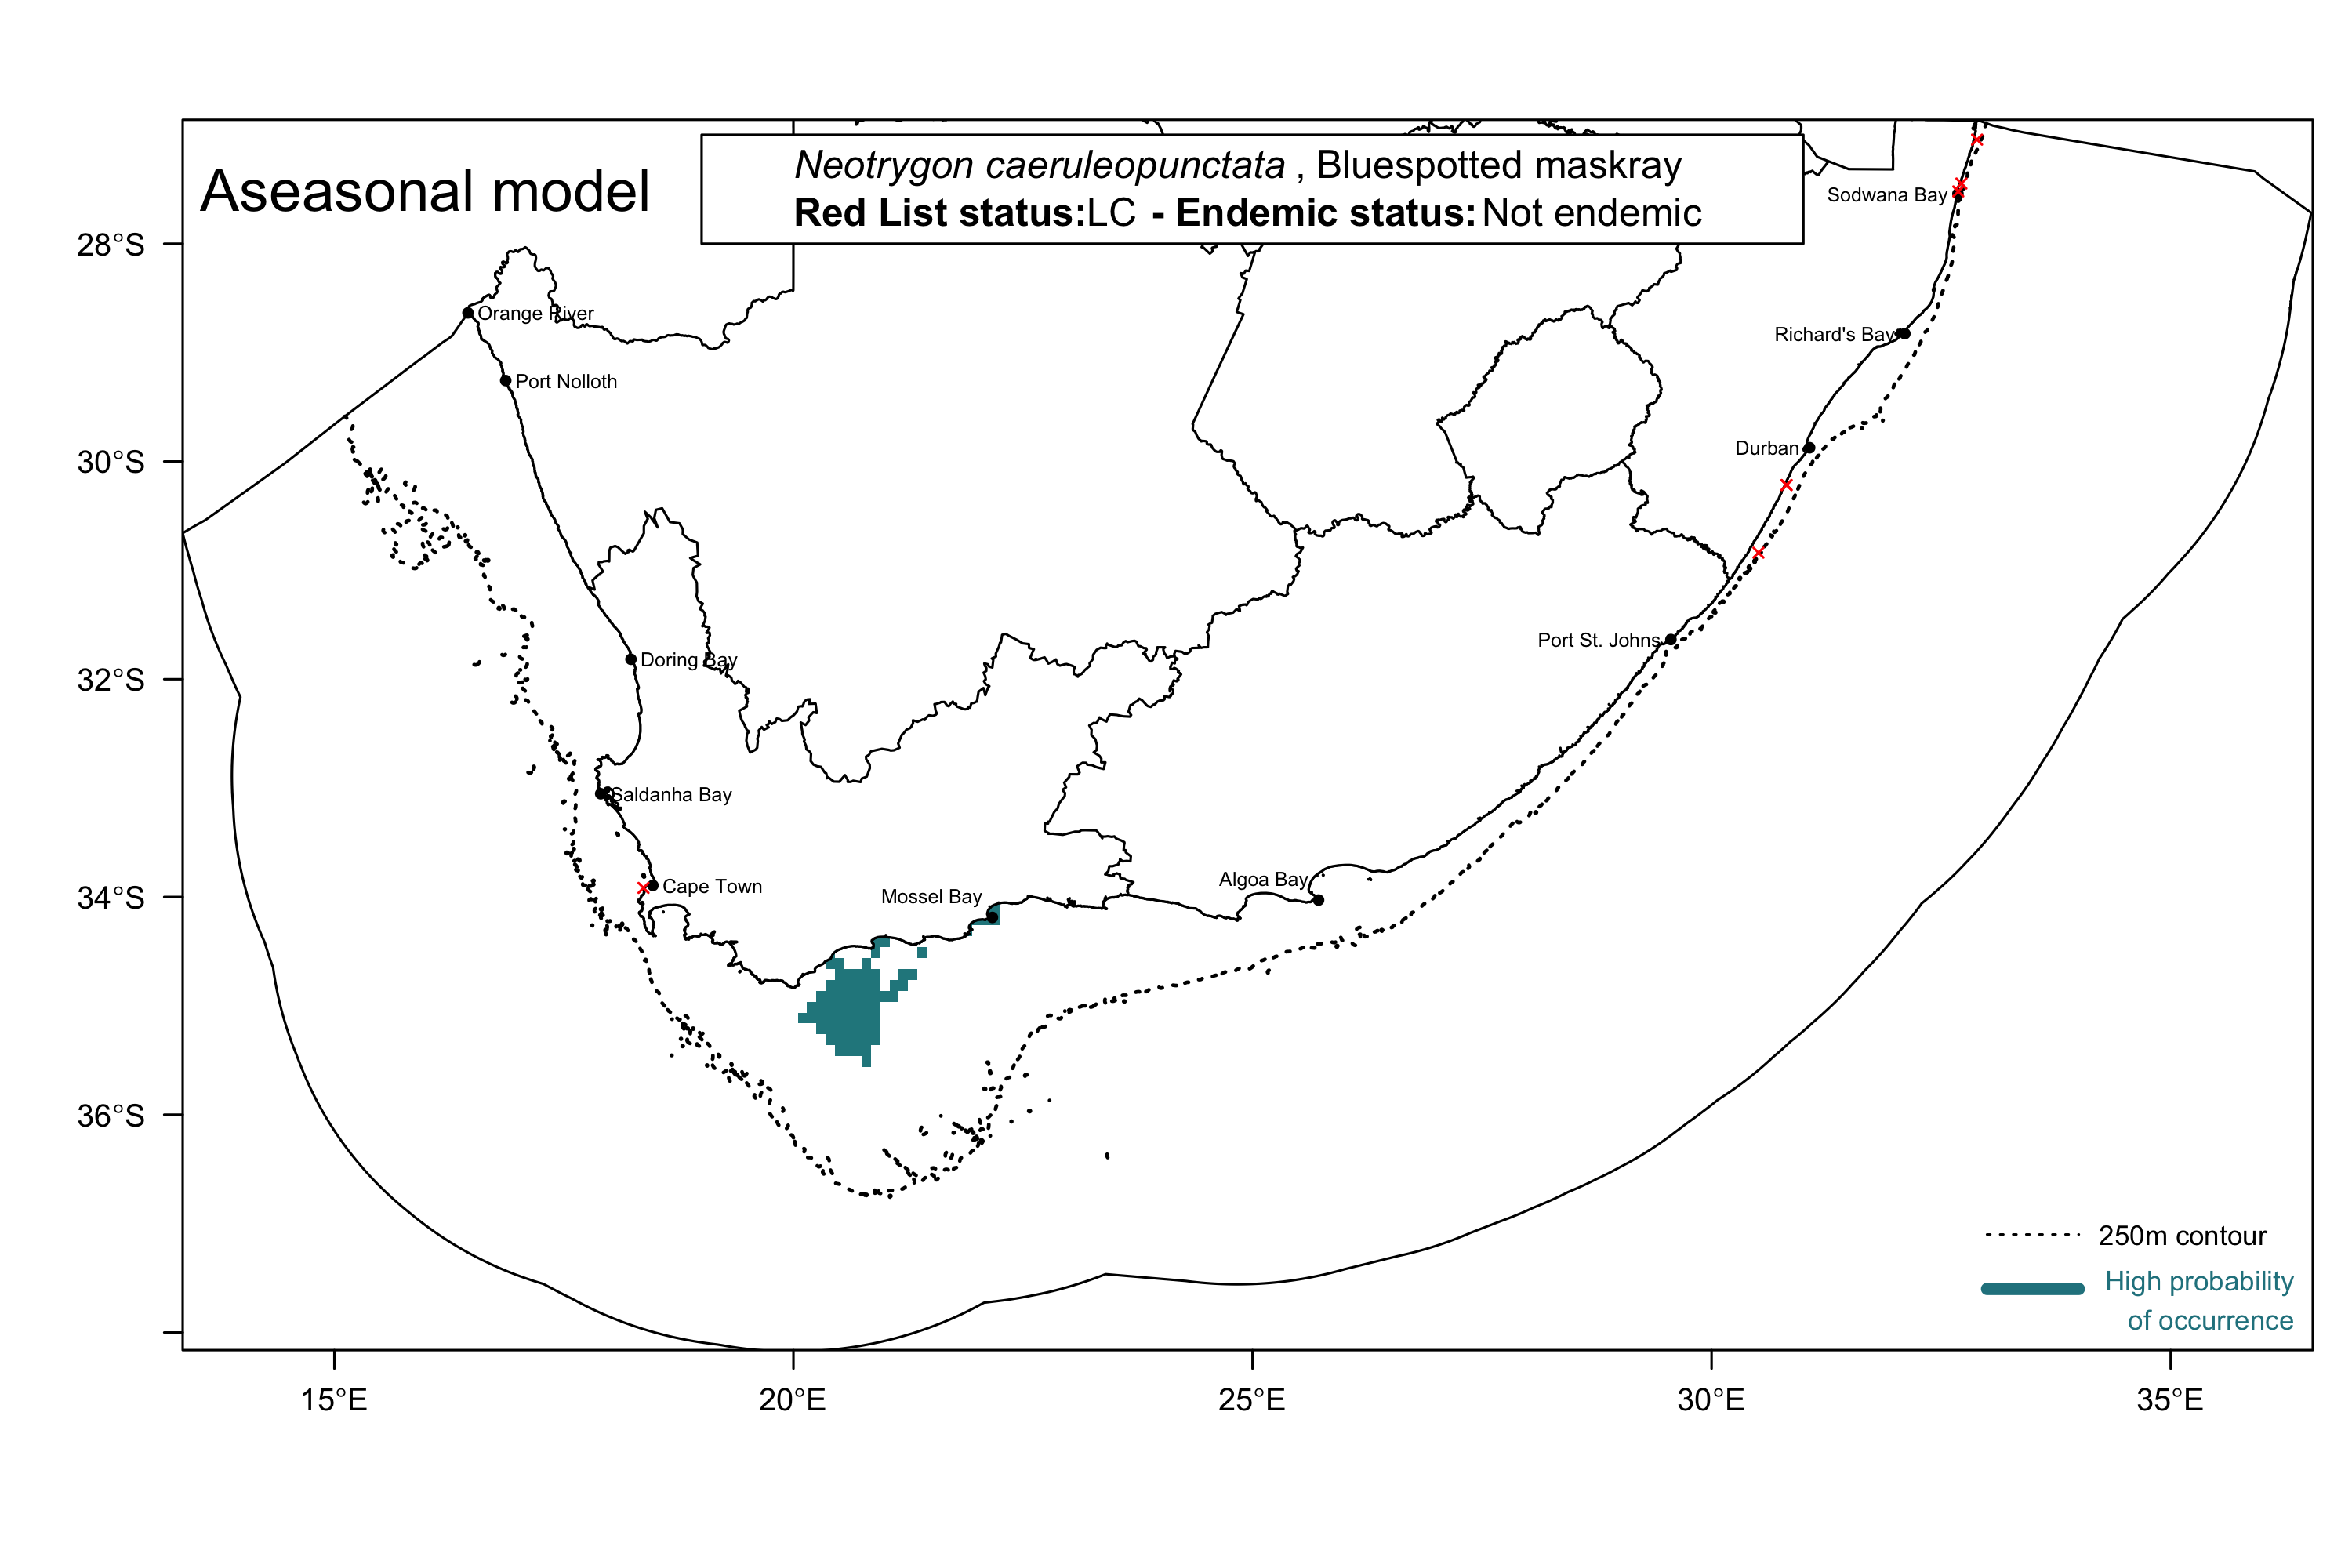 Aseasonal model
Neotrygon caeruleopunctata , Bluespotted maskray
Red List status:LC - Endemic status:Not endemic
Sodwana Bay
28°S
Orange River
Richard's Bay
Port Nolloth
Durban
30°S
Port St. Johns
Doring Bay
32°S
Saldanha Bay
Algoa Bay
Cape Town
Mossel Bay
34°S
36°S
250m contour
High probability
of occurrence
15°E
20°E
25°E
30°E
35°E